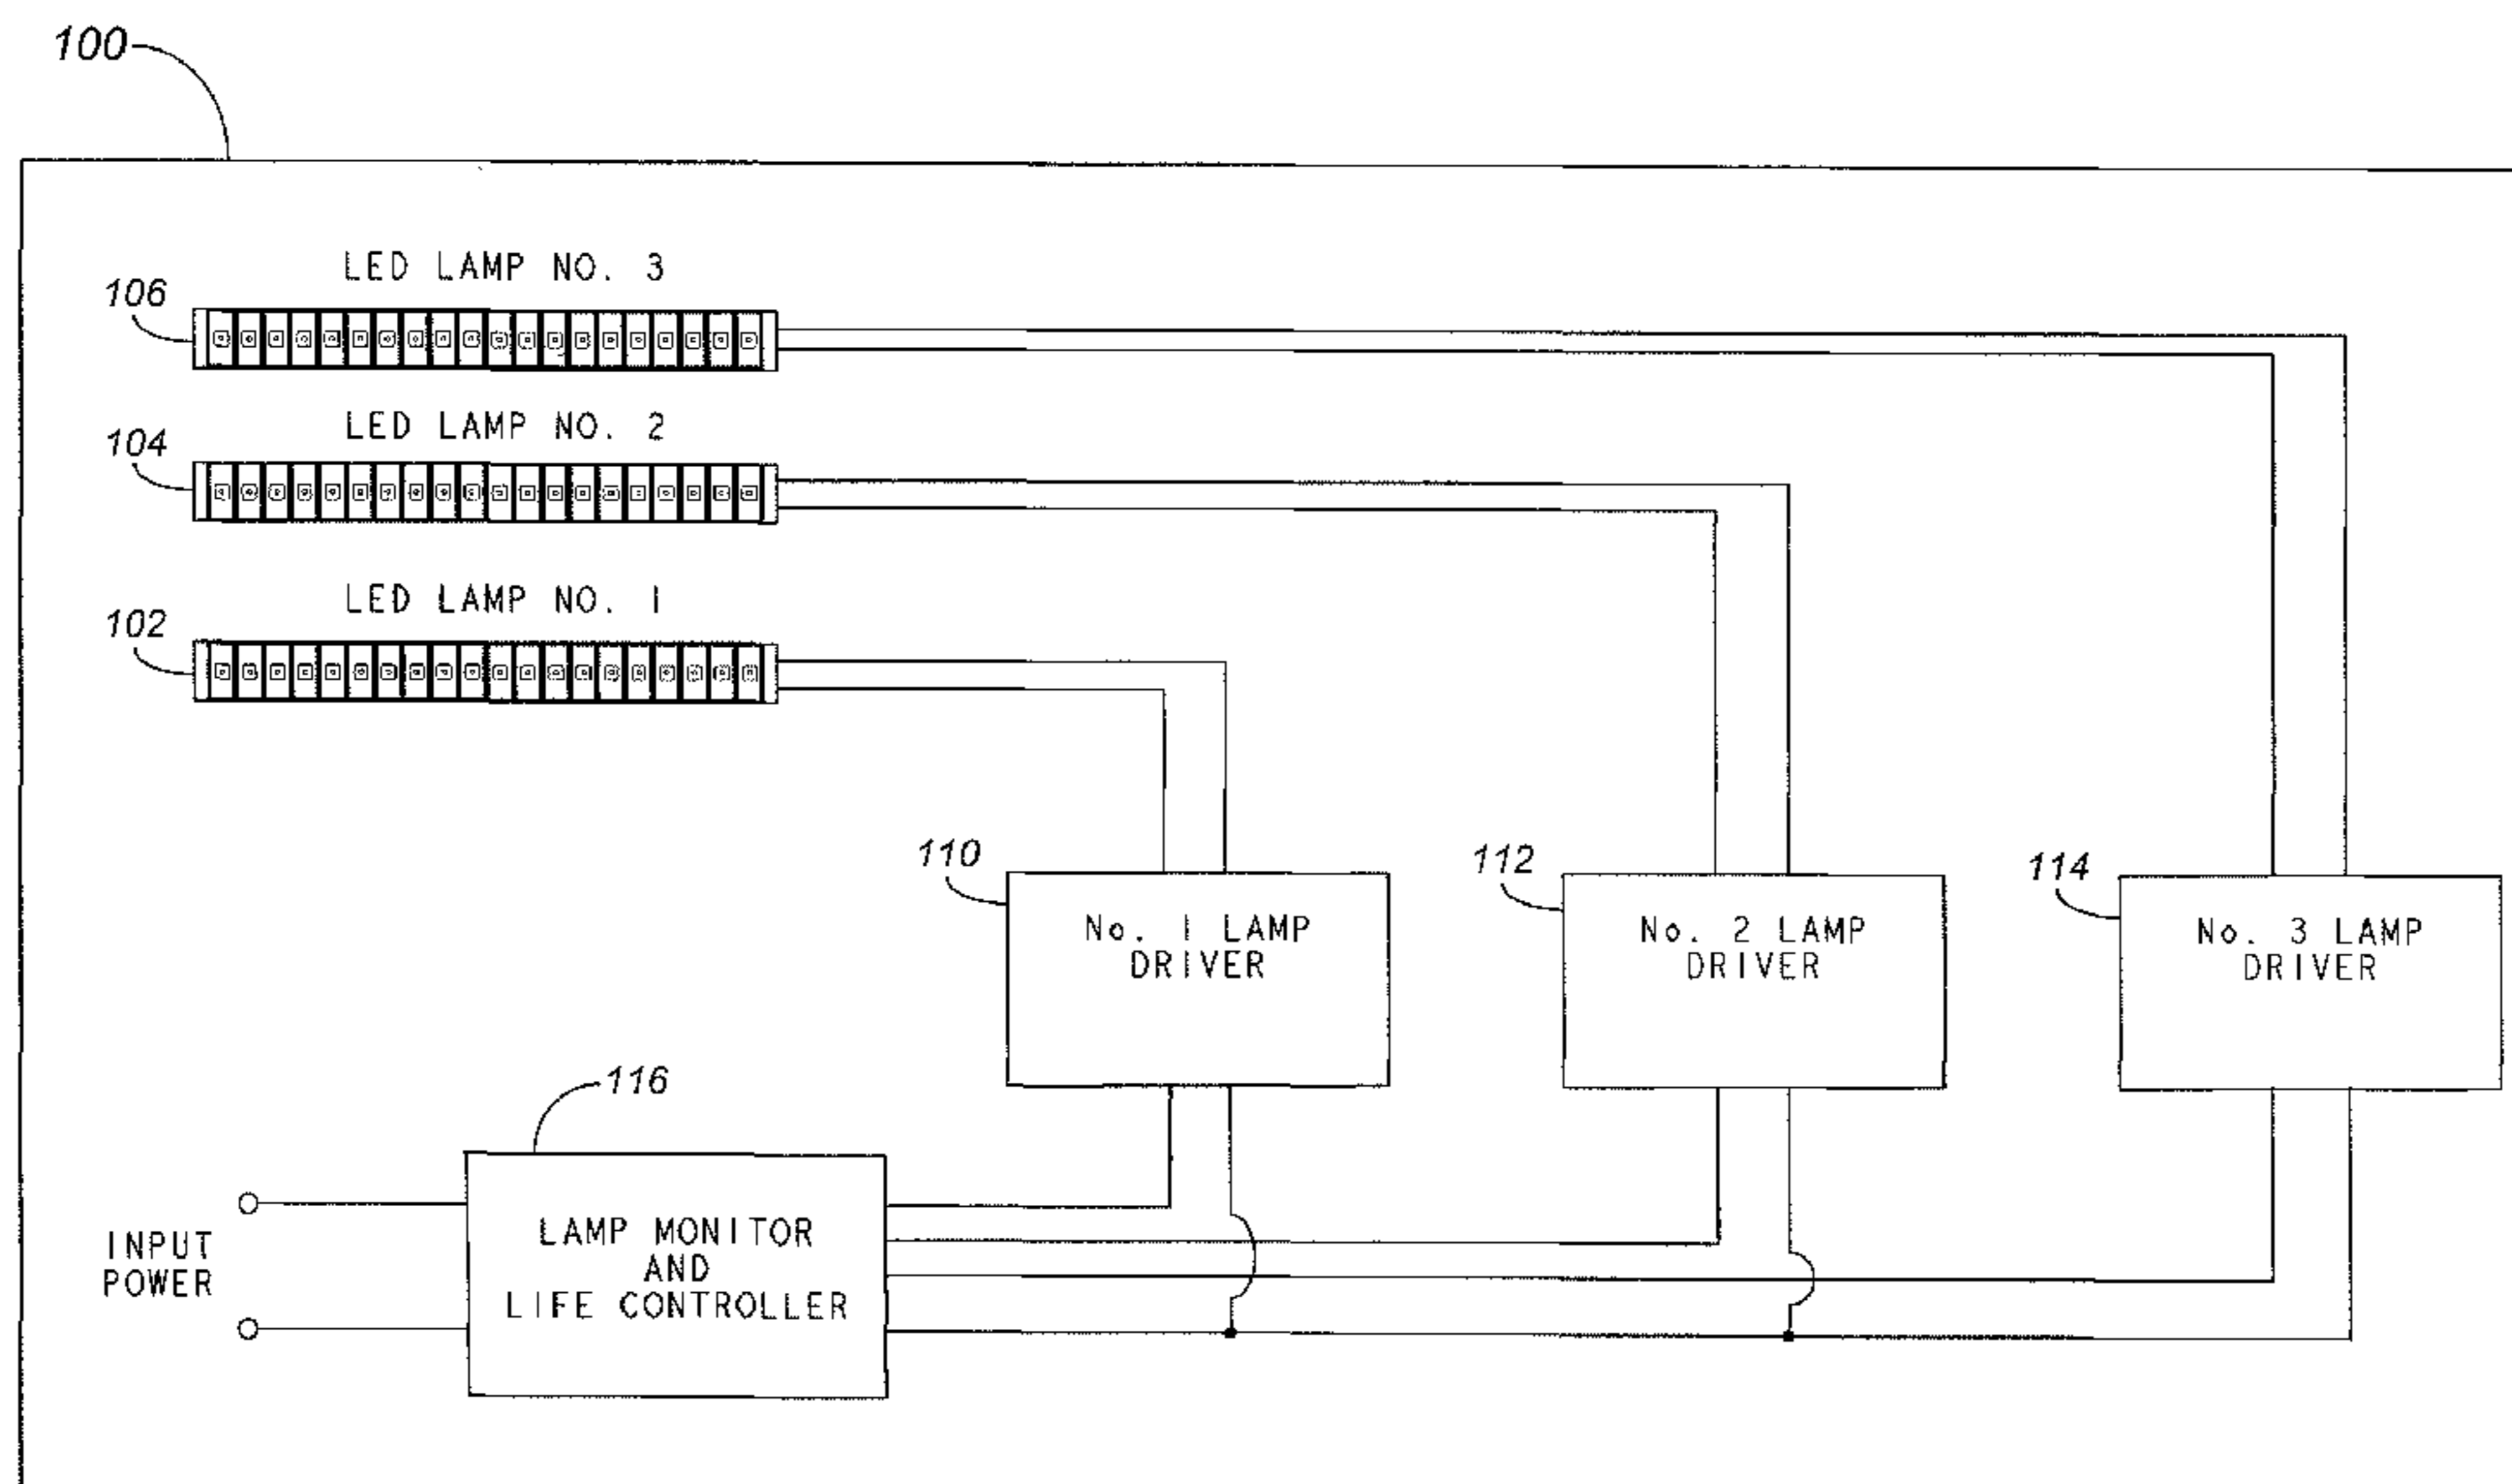 100
LED LAMP NO. 3
106
LED LAMP NO. 2
104
LED LAMP NO. 1
102
110
112
114
No. 1 LAMP
DRIVER
No. 2 LAMP
DRIVER
No. 3 LAMP
DRIVER
116
INPUT
POWER
LAMP MONITOR
AND
LIFE CONTROLLER